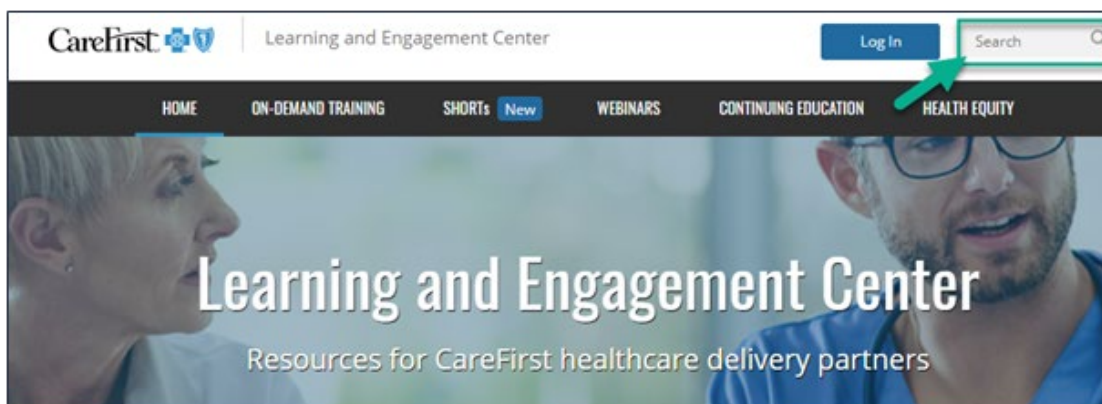 CareFirst Learning and Engagement Center Log In Search
HOME ON-DEMAND TRAINING SHORTs New WEBINARS CONTINUING EDUCATION HEALTH EQUITY
Learning and Engagement Center
Resources for CareFirst healthcare delivery partners